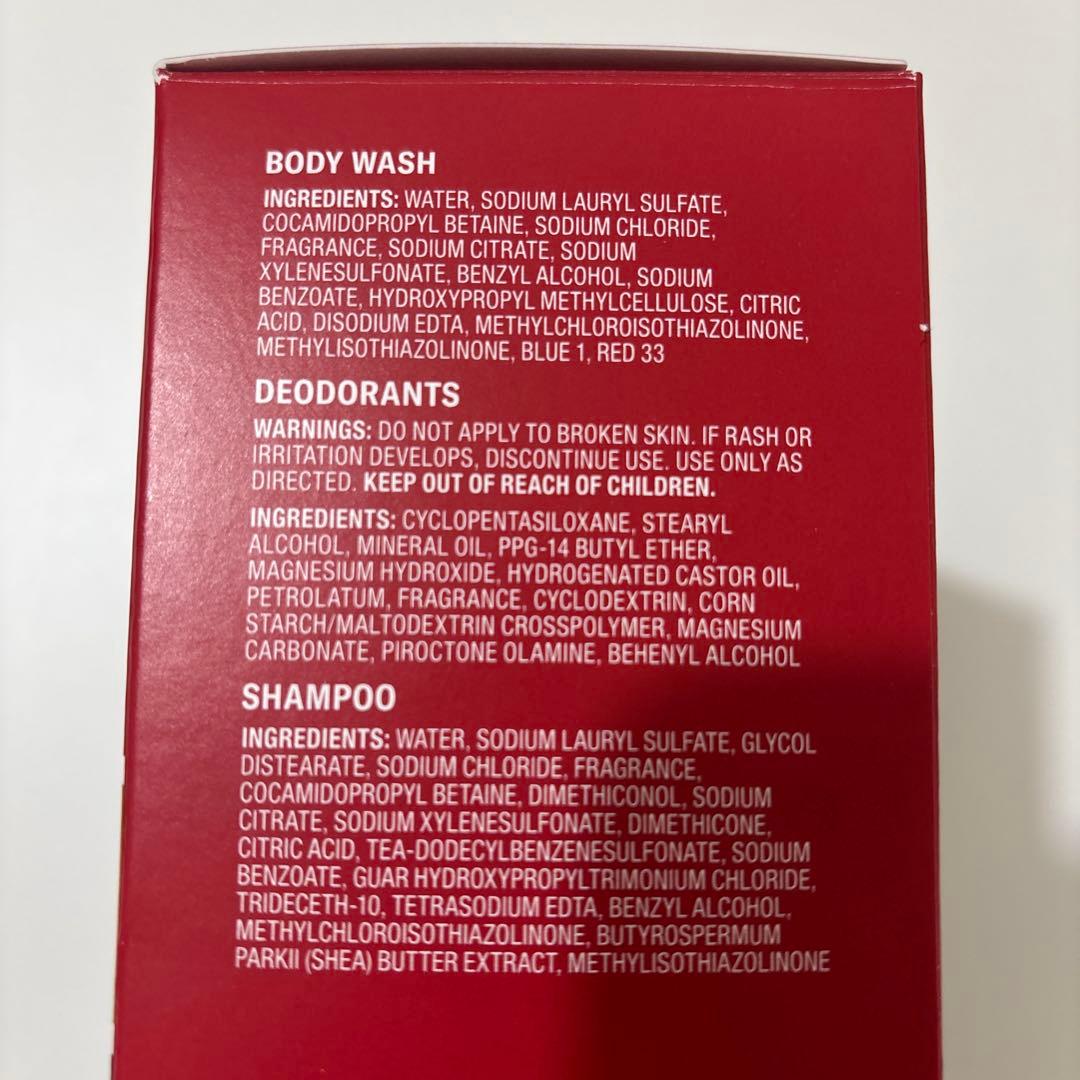 BODY WASH
INGREDIENTS: WATER, SODIUM LAURYL SULFATE,
COCAMIDOPROPYL BETAINE, SODIUM CHLORIDE,
FRAGRANCE, SODIUM CITRATE, SODIUM
XYLENESULFONATE, BENZYL ALCOHOL, SODIUM
BENZOATE, HYDROXYPROPYL METHYLCELLULOSE, CITRIC
ACID, DISODIUM EDTA, METHYLCHLOROISOTHIAZOLINONE,
METHYLISOTHIAZOLINONE, BLUE 1, RED 33
DEODORANTS
WARNINGS: DO NOT APPLY TO BROKEN SKIN. IF RASH OR
IRRITATION DEVELOPS, DISCONTINUE USE. USE ONLY AS
DIRECTED. KEEP OUT OF REACH OF CHILDREN.
INGREDIENTS: CYCLOPENTASILOXANE, STEARYL
ALCOHOL, MINERAL OIL, PPG-14 BUTYL ETHER,
MAGNESIUM HYDROXIDE, HYDROGENATED CASTOR OIL,
PETROLATUM, FRAGRANCE, CYCLODEXTRIN, CORN
STARCH/MALTODEXTRIN CROSSPOLYMER, MAGNESIUM
CARBONATE, PIROCTONE OLAMINE, BEHENYL ALCOHOL
SHAMPOO
INGREDIENTS: WATER, SODIUM LAURYL SULFATE, GLYCOL
DISTEARATE, SODIUM CHLORIDE, FRAGRANCE,
COCAMIDOPROPYL BETAINE, DIMETHICONOL, SODIUM
CITRATE, SODIUM XYLENESULFONATE, DIMETHICONE,
CITRIC ACID, TEA-DODECYLBENZENESULFONATE, SODIUM
BENZOATE, GUAR HYDROXYPROPYLTRIMONIUM CHLORIDE,
TRIDECETH-10, TETRASODIUM EDTA, BENZYL ALCOHOL,
METHYLCHLOROISOTHIAZOLINONE, BUTYROSPERMUM
PARKII (SHEA) BUTTER EXTRACT, METHYLISOTHIAZOLINONE